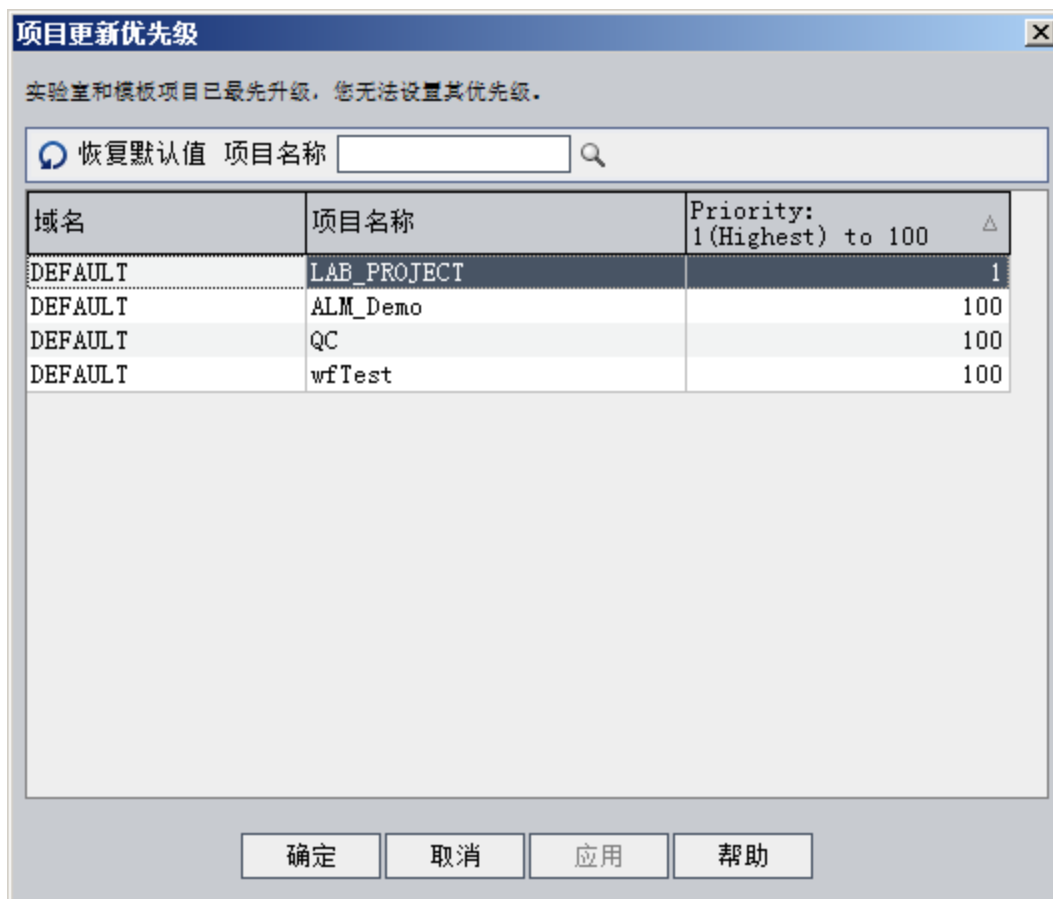 项目更新优先级
实验室和模板项目已最先升级，您无法设置其优先级。
恢复默认值 项目名称
域名 项目名称 Priority:
1(Highest) to 100
DEFAULT LAB_PROJECT 1
DEFAULT ALM_Demo 100
DEFAULT QC 100
DEFAULT wfTest 100
确定 取消 应用 帮助